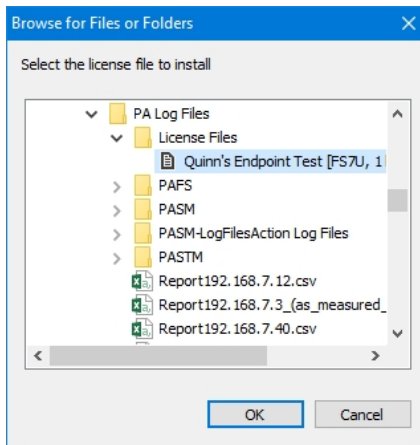 Browse for Files or Folders
Select the license file to install
PA Log Files
License Files
Quinn's Endpoint Test [FS7U, 1
PAFS
PASM
PASM-LogFilesAction Log Files
PASTM
Report192.168.7.12.csv
Report192.168.7.3_(as_measured_
Report192.168.7.40.csv
OK Cancel